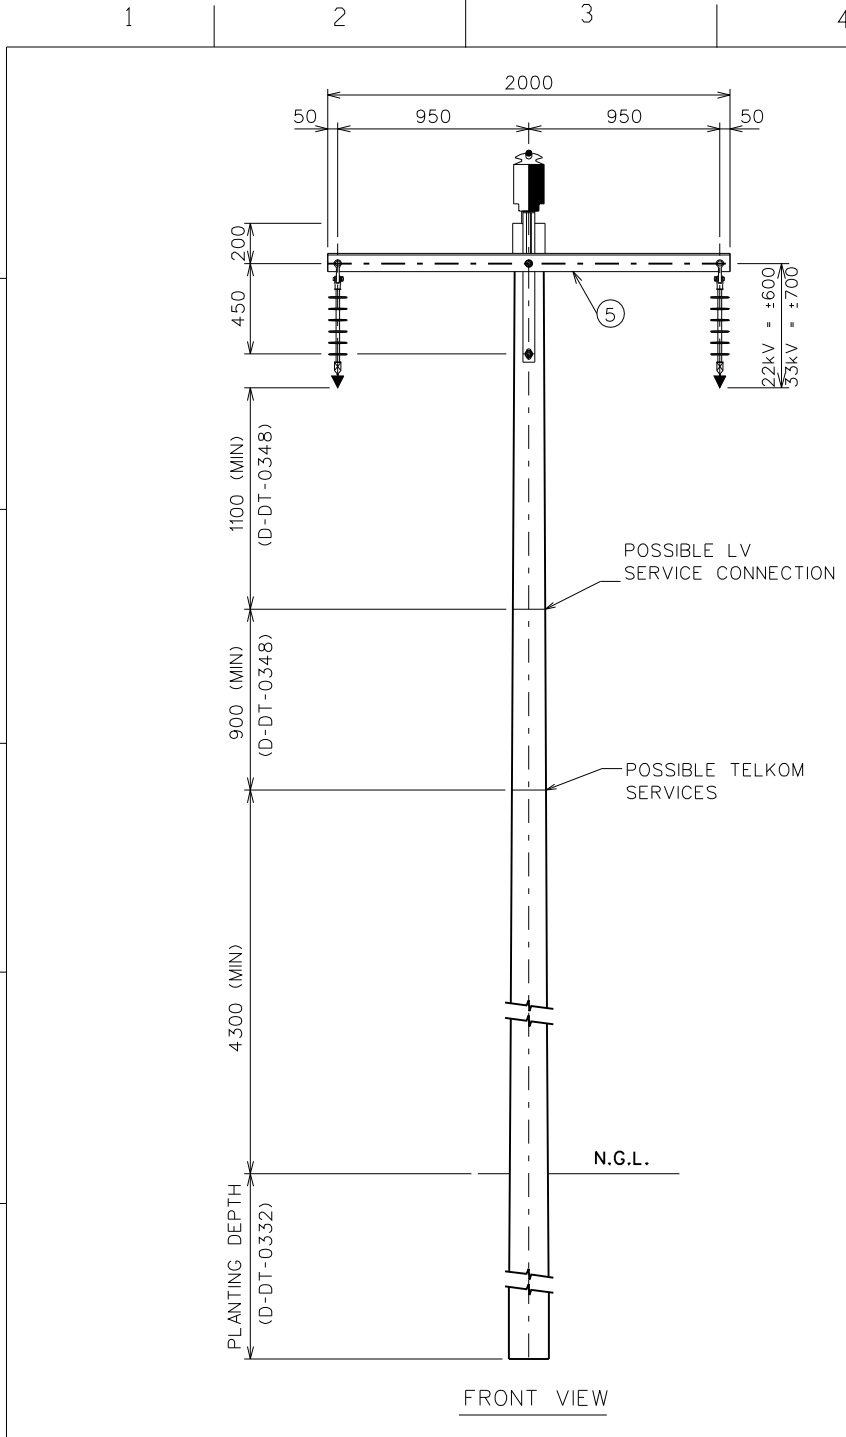 1
2
3
4
2000
50
950
950
50
200
450
5
22kV = ±600
33kV = ±700
1100 (MIN)
(D-DT-0348)
POSSIBLE LV
SERVICE CONNECTION
900 (MIN)
(D-DT-0348)
POSSIBLE TELKOM
SERVICES
4300 (MIN)
N.G.L.
PLANTING DEPTH
(D-DT-0332)
FRONT VIEW